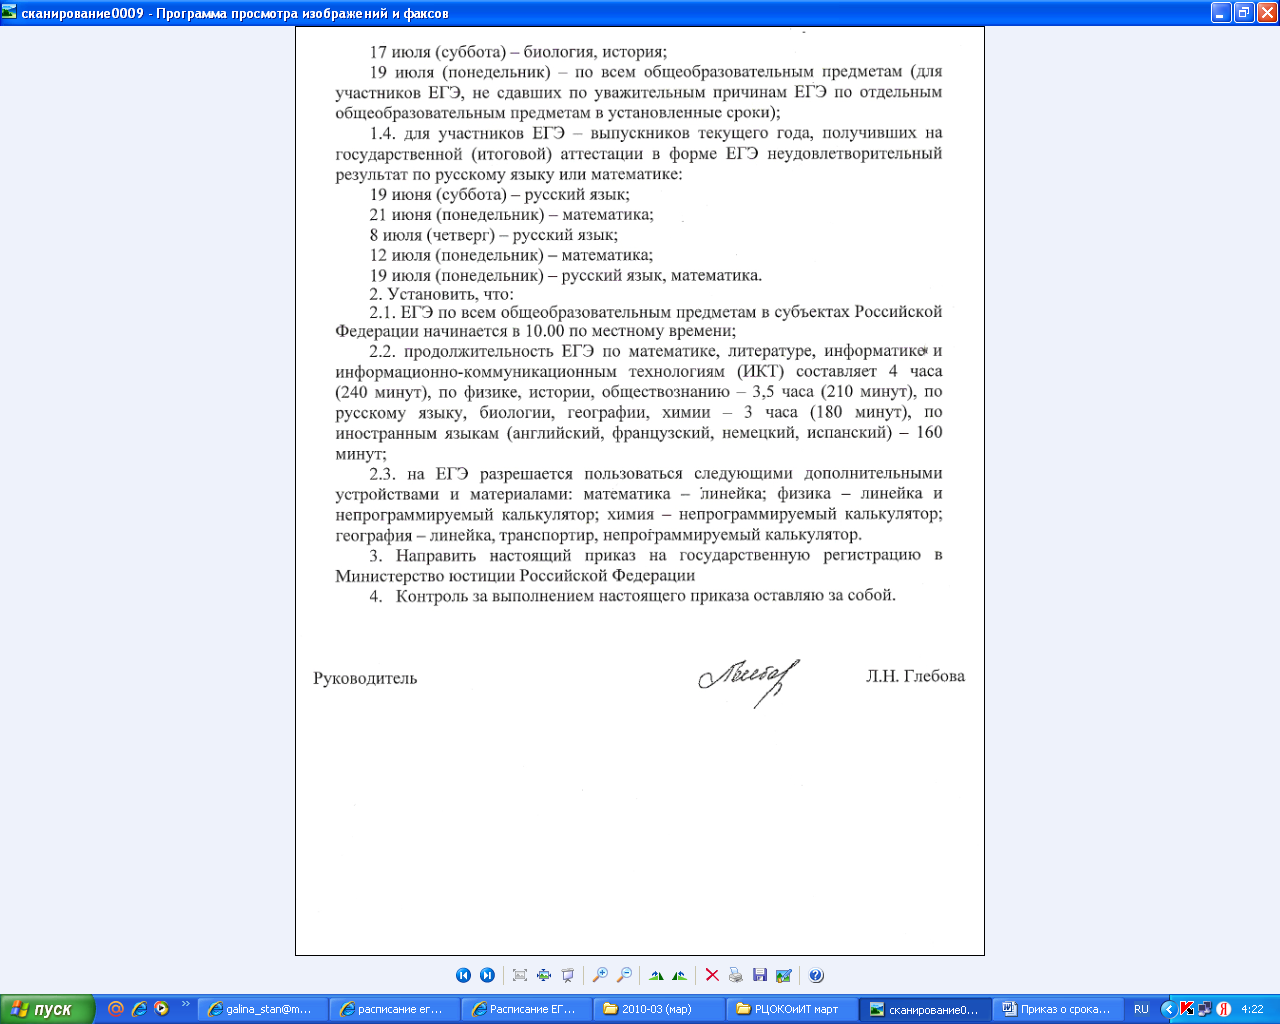 сканирование0009 - Программа просмотра изображений и факсов
17 июля (суббота) – биология, история;
19 июля (понедельник) – по всем общеобразовательным предметам (для
участников ЕГЭ, не сдавших по уважительным причинам ЕГЭ по отдельным
общеобразовательным предметам в установленные сроки);
1.4. для участников ЕГЭ – выпускников текущего года, получивших на
государственной (итоговой) аттестации в форме ЕГЭ неудовлетворительный
результат по русскому языку или математике:
19 июня (суббота) – русский язык;
21 июня (понедельник) – математика;
8 июля (четверг) – русский язык;
12 июля (понедельник) – математика;
19 июля (понедельник) – русский язык, математика.
2. Установить, что:
2.1. ЕГЭ по всем общеобразовательным предметам в субъектах Российской
Федерации начинается в 10.00 по местному времени;
2.2. продолжительность ЕГЭ по математике, литературе, информатике и
информационно-коммуникационным технологиям (ИКТ) составляет 4 часа
(240 минут), по физике, истории, обществознанию – 3,5 часа (210 минут), по
русскому языку, биологии, географии, химии – 3 часа (180 минут), по
иностранным языкам (английский, французский, немецкий, испанский) – 160
минут;
2.3. на ЕГЭ разрешается пользоваться следующими дополнительными
устройствами и материалами: математика – линейка; физика – линейка и
непрограммируемый калькулятор; химия – непрограммируемый калькулятор;
география – линейка, транспортир, непрограммируемый калькулятор.
3. Направить настоящий приказ на государственную регистрацию в
Министерство юстиции Российской Федерации
4. Контроль за выполнением настоящего приказа оставляю за собой.
Руководитель Л.Н. Глебова
пуск galina_stan@m... расписание ег... Расписание ЕГ... 2010-03 (мар) РЦОКОиИТ март сканирование0... Приказ о срока... RU 4:22